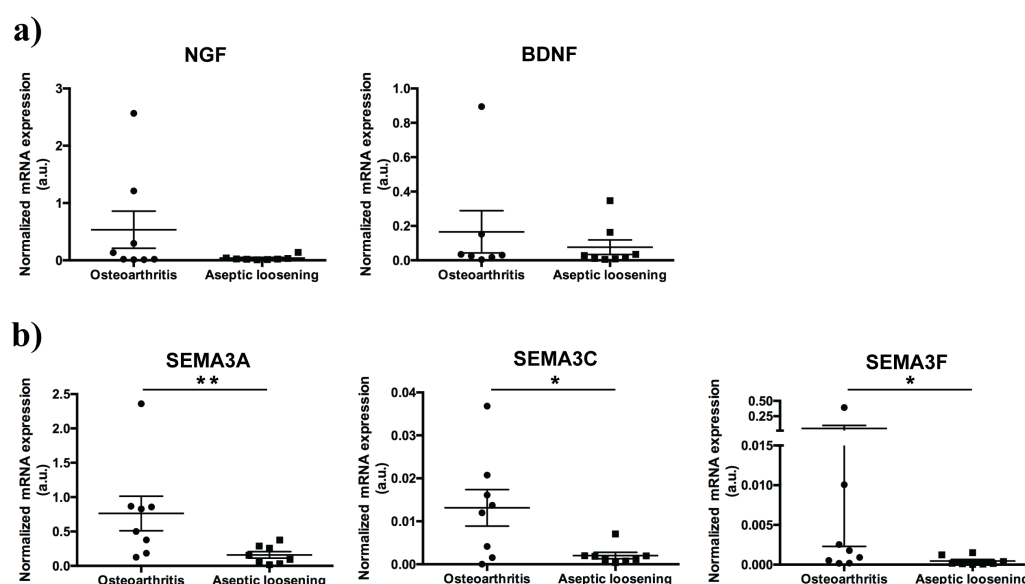 a)
NGF
Normalized mRNA expression
(a.u.)
3
2
1
0
Osteoarthritis
Aseptic loosening
BDNF
Normalized mRNA expression
(a.u.)
1.0
0.8
0.6
0.4
0.2
0.0
Osteoarthritis
Aseptic loosening
b)
SEMA3A
**
Normalized mRNA expression
(a.u.)
2.5
2.0
1.5
1.0
0.5
0.0
Osteoarthritis
Aseptic loosening
SEMA3C
*
Normalized mRNA expression
(a.u.)
0.04
0.03
0.02
0.01
0.00
Osteoarthritis
Aseptic loosening
SEMA3F
*
Normalized mRNA expression
(a.u.)
0.50
0.25
0.015
0.010
0.005
0.000
Osteoarthritis
Aseptic loosening